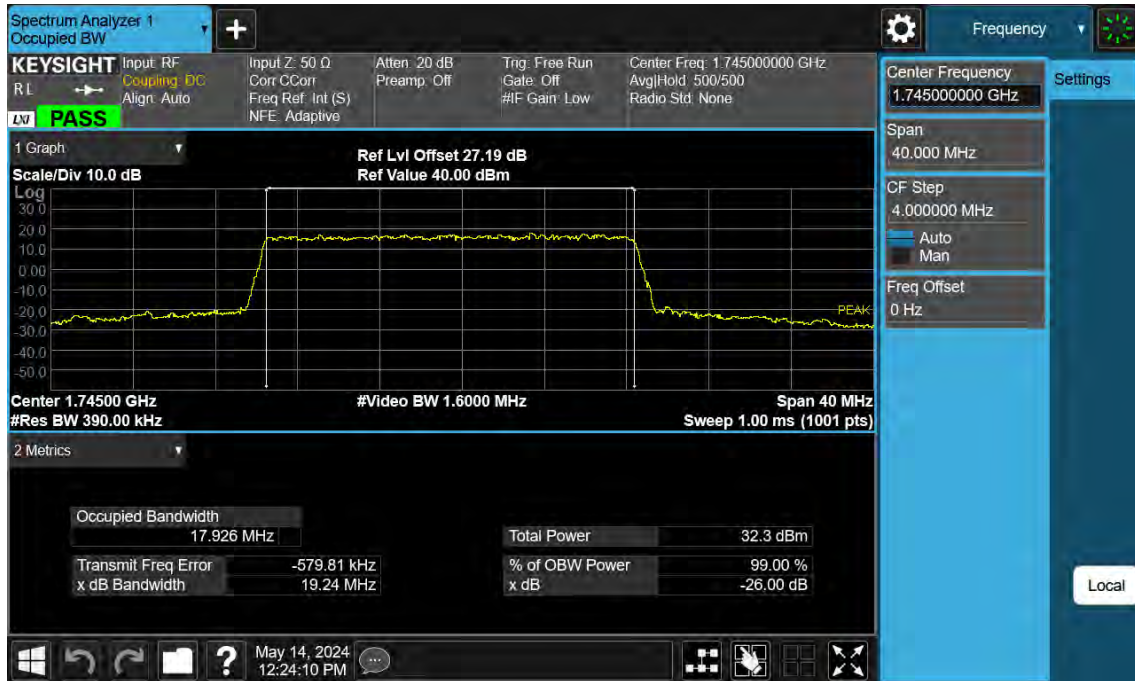 Spectrum Analyzer 1
Occupied BW
Frequency
KEYSIGHT
R L
LXI PASS
Input: RF
Coupling: DC
Align: Auto
Input Z: 50 Ω
Corr CCorr
Freq Ref: Int (S)
NFE: Adaptive
Atten: 20 dB
Preamp: Off
Trig: Free Run
Gate: Off
#IF Gain: Low
Center Freq: 1.745000000 GHz
Avg|Hold: 500/500
Radio Std: None
Center Frequency
1.745000000 GHz
Settings
Span
40.000 MHz
CF Step
4.000000 MHz
Auto
Man
Freq Offset
0 Hz
Local
1 Graph
Scale/Div 10.0 dB
Ref Lvl Offset 27.19 dB
Ref Value 40.00 dBm
Log
30.0
20.0
10.0
0.00
-10.0
-20.0
-30.0
-40.0
-50.0
PEAK
Center 1.74500 GHz
#Video BW 1.6000 MHz
Span 40 MHz
#Res BW 390.00 kHz
Sweep 1.00 ms (1001 pts)
2 Metrics
Occupied Bandwidth
17.926 MHz
Total Power 32.3 dBm
Transmit Freq Error -579.81 kHz
% of OBW Power 99.00 %
x dB Bandwidth 19.24 MHz
x dB -26.00 dB
?
May 14, 2024
12:24:10 PM